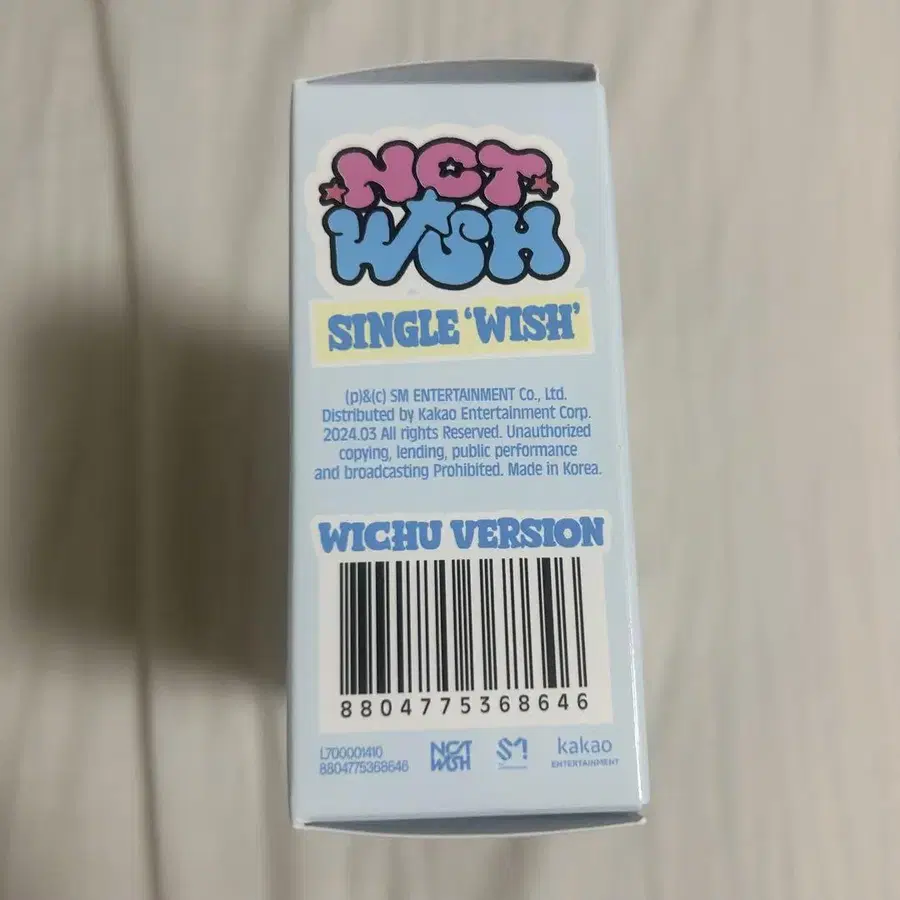 NCT
WISH
SINGLE 'WISH'
(p)&(c) SM ENTERTAINMENT Co., Ltd.
Distributed by Kakao Entertainment Corp.
2024.03 All rights Reserved. Unauthorized
copying, lending, public performance
and broadcasting Prohibited. Made in Korea.
WICHU VERSION
8804775368646
L700001410
8804775368646
NCT
WISH
SM
kakao
ENTERTAINMENT